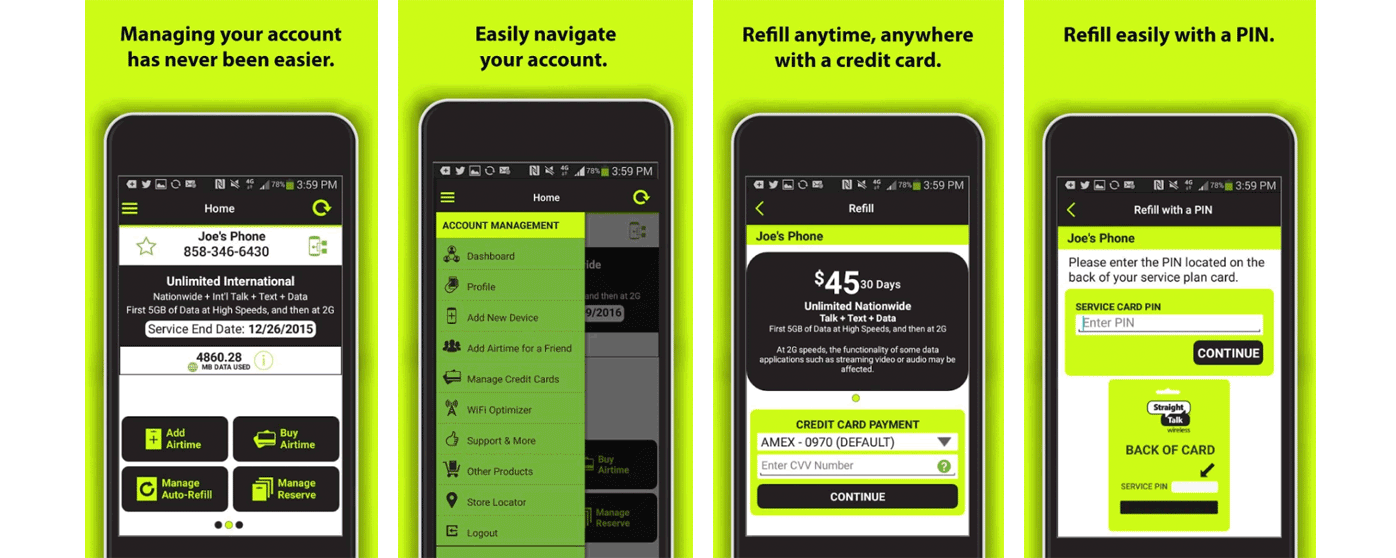 Managing your account
has never been easier.
78% 3:59 PM
Home
Joe's Phone
858-346-6430
Unlimited International
Nationwide + Int'l Talk + Text + Data
First 5GB of Data at High Speeds, and then at 2G
Service End Date: 12/26/2015
4860.28
MB DATA USED
Add
Airtime
Buy
Airtime
Manage
Auto-Refill
Manage
Reserve
Easily navigate
your account.
4G 78% 3:59 PM
Home
ACCOUNT MANAGEMENT
Dashboard
Profile
Add New Device
Add Airtime for a Friend
Manage Credit Cards
WIFI Optimizer
Support & More
Other Products
Store Locator
Logout
and then at 2G
9/2016
Buy
Airtime
Manage
Reserve
Refill anytime, anywhere
with a credit card.
4G 78% 3:59 PM
Refill
Joe's Phone
$45 30 Days
Unlimited Nationwide
Talk + Text + Data
First 5GB of Data at High Speeds, and then at 2G
At 2G speeds, the functionality of some data
applications such as streaming video or audio may be
affected.
CREDIT CARD PAYMENT
AMEX - 0970 (DEFAULT)
Enter CVV Number ?
CONTINUE
Refill easily with a PIN.
4G 78% 3:59 PM
Refill with a PIN
Joe's Phone
Please enter the PIN located on the
back of your service plan card.
SERVICE CARD PIN
Enter PIN
CONTINUE
Straight
Talk
wireless
BACK OF CARD
SERVICE PIN